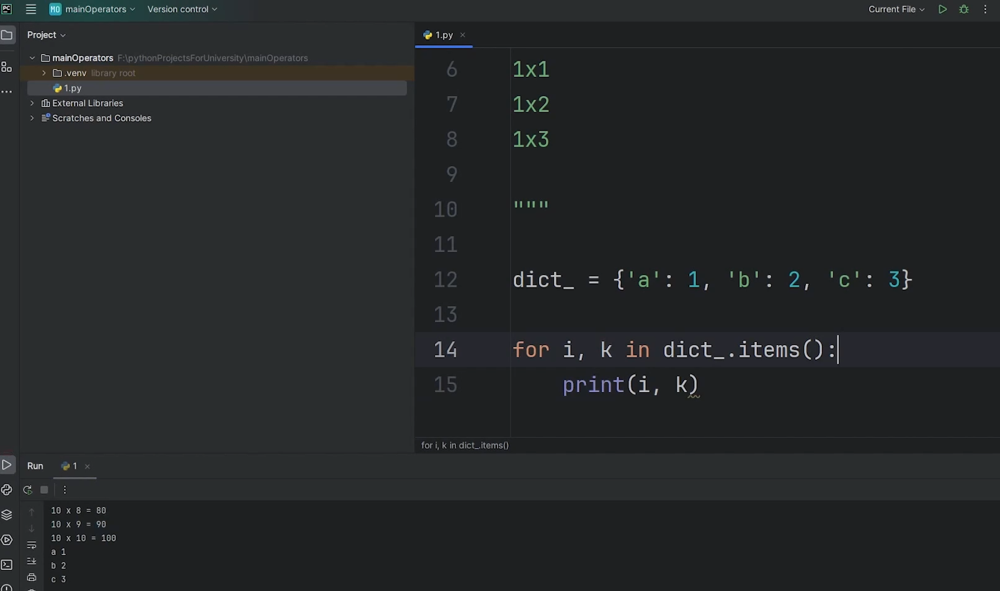 PC
MO mainOperators
Version control
Current File
Project
mainOperators F:\pythonProjectsForUniversity\mainOperators
.venv library root
1.py
External Libraries
Scratches and Consoles
1.py
6 1x1
7 1x2
8 1x3
9
10 """
11
12 dict_ = {'a': 1, 'b': 2, 'c': 3}
13
14 for i, k in dict_.items():
15 print(i, k)
for i, k in dict_.items()
Run
1
10 x 8 = 80
10 x 9 = 90
10 x 10 = 100
a 1
b 2
c 3